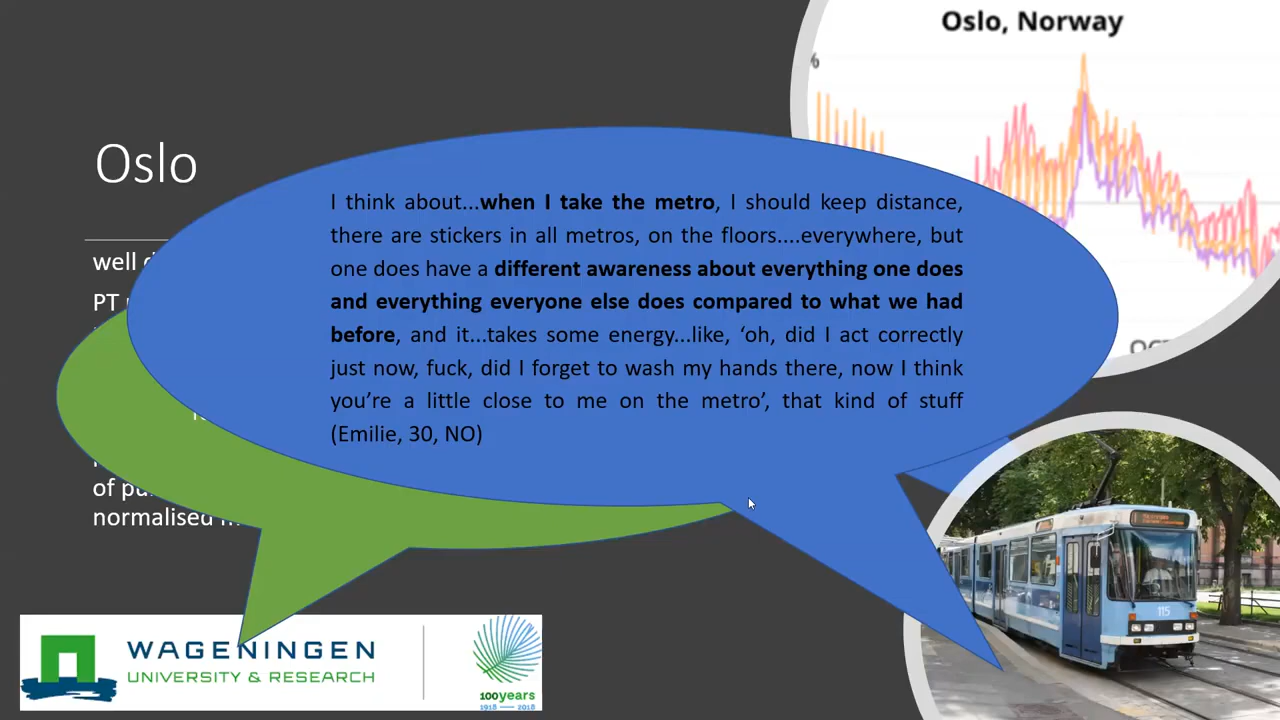 Oslo, Norway
%
Oslo
I think about...when I take the metro, I should keep distance,
there are stickers in all metros, on the floors....everywhere, but
one does have a different awareness about everything one does
and everything everyone else does compared to what we had
before, and it...takes some energy...like, ‘oh, did I act correctly
just now, fuck, did I forget to wash my hands there, now I think
you’re a little close to me on the metro’, that kind of stuff
(Emilie, 30, NO)
well
PT
of
normalised
115
WAGENINGEN
UNIVERSITY & RESEARCH
100years
1918 — 2018